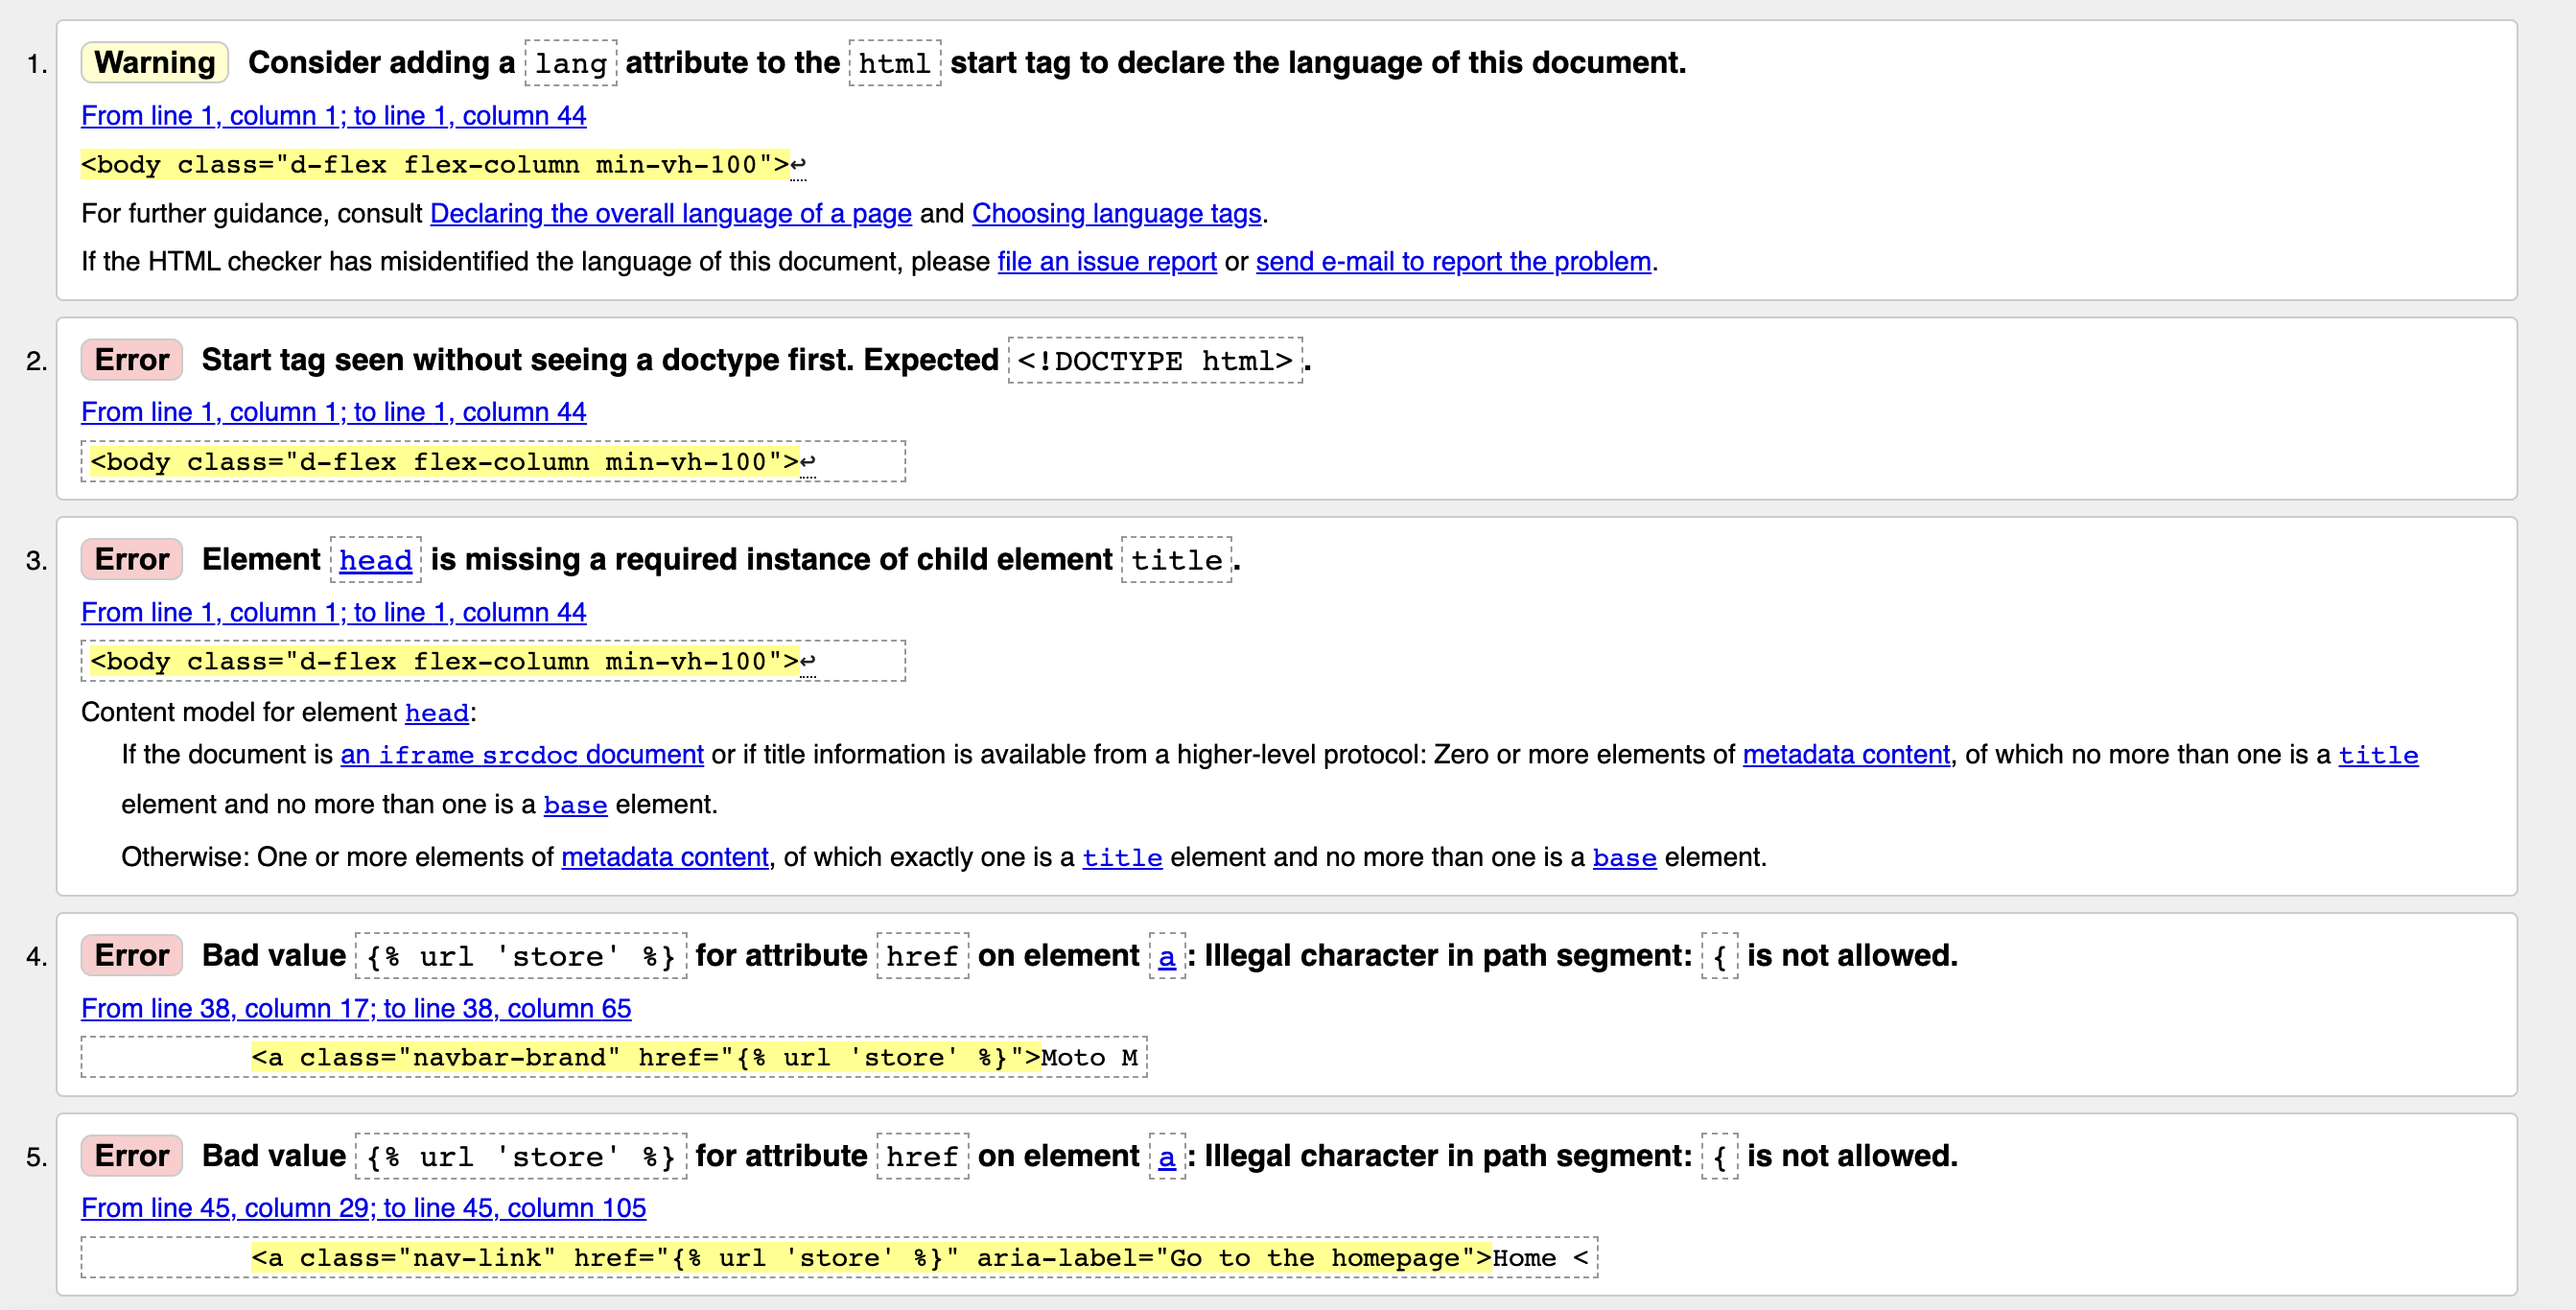 1. Warning Consider adding a lang attribute to the html start tag to declare the language of this document.
From line 1, column 1; to line 1, column 44
<body class="d-flex flex-column min-vh-100">↩
For further guidance, consult Declaring the overall language of a page and Choosing language tags.
If the HTML checker has misidentified the language of this document, please file an issue report or send e-mail to report the problem.
2. Error Start tag seen without seeing a doctype first. Expected <!DOCTYPE html>.
From line 1, column 1; to line 1, column 44
<body class="d-flex flex-column min-vh-100">↩
3. Error Element head is missing a required instance of child element title.
From line 1, column 1; to line 1, column 44
<body class="d-flex flex-column min-vh-100">↩
Content model for element head:
If the document is an iframe srcdoc document or if title information is available from a higher-level protocol: Zero or more elements of metadata content, of which no more than one is a title
element and no more than one is a base element.
Otherwise: One or more elements of metadata content, of which exactly one is a title element and no more than one is a base element.
4. Error Bad value {% url 'store' %} for attribute href on element a: Illegal character in path segment: { is not allowed.
From line 38, column 17; to line 38, column 65
<a class="navbar-brand" href="{% url 'store' %}">Moto M
5. Error Bad value {% url 'store' %} for attribute href on element a: Illegal character in path segment: { is not allowed.
From line 45, column 29; to line 45, column 105
<a class="nav-link" href="{% url 'store' %}" aria-label="Go to the homepage">Home <